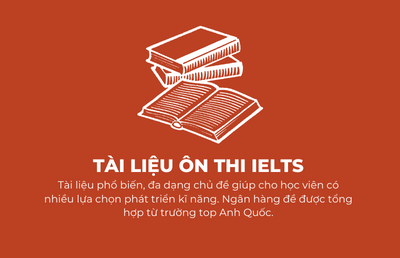 TÀI LIỆU ÔN THI IELTS
Tài liệu phổ biến, đa dạng chủ đề giúp cho học viên có
nhiều lựa chọn phát triển kĩ năng. Ngân hàng đề được tổng
hợp từ trường top Anh Quốc.